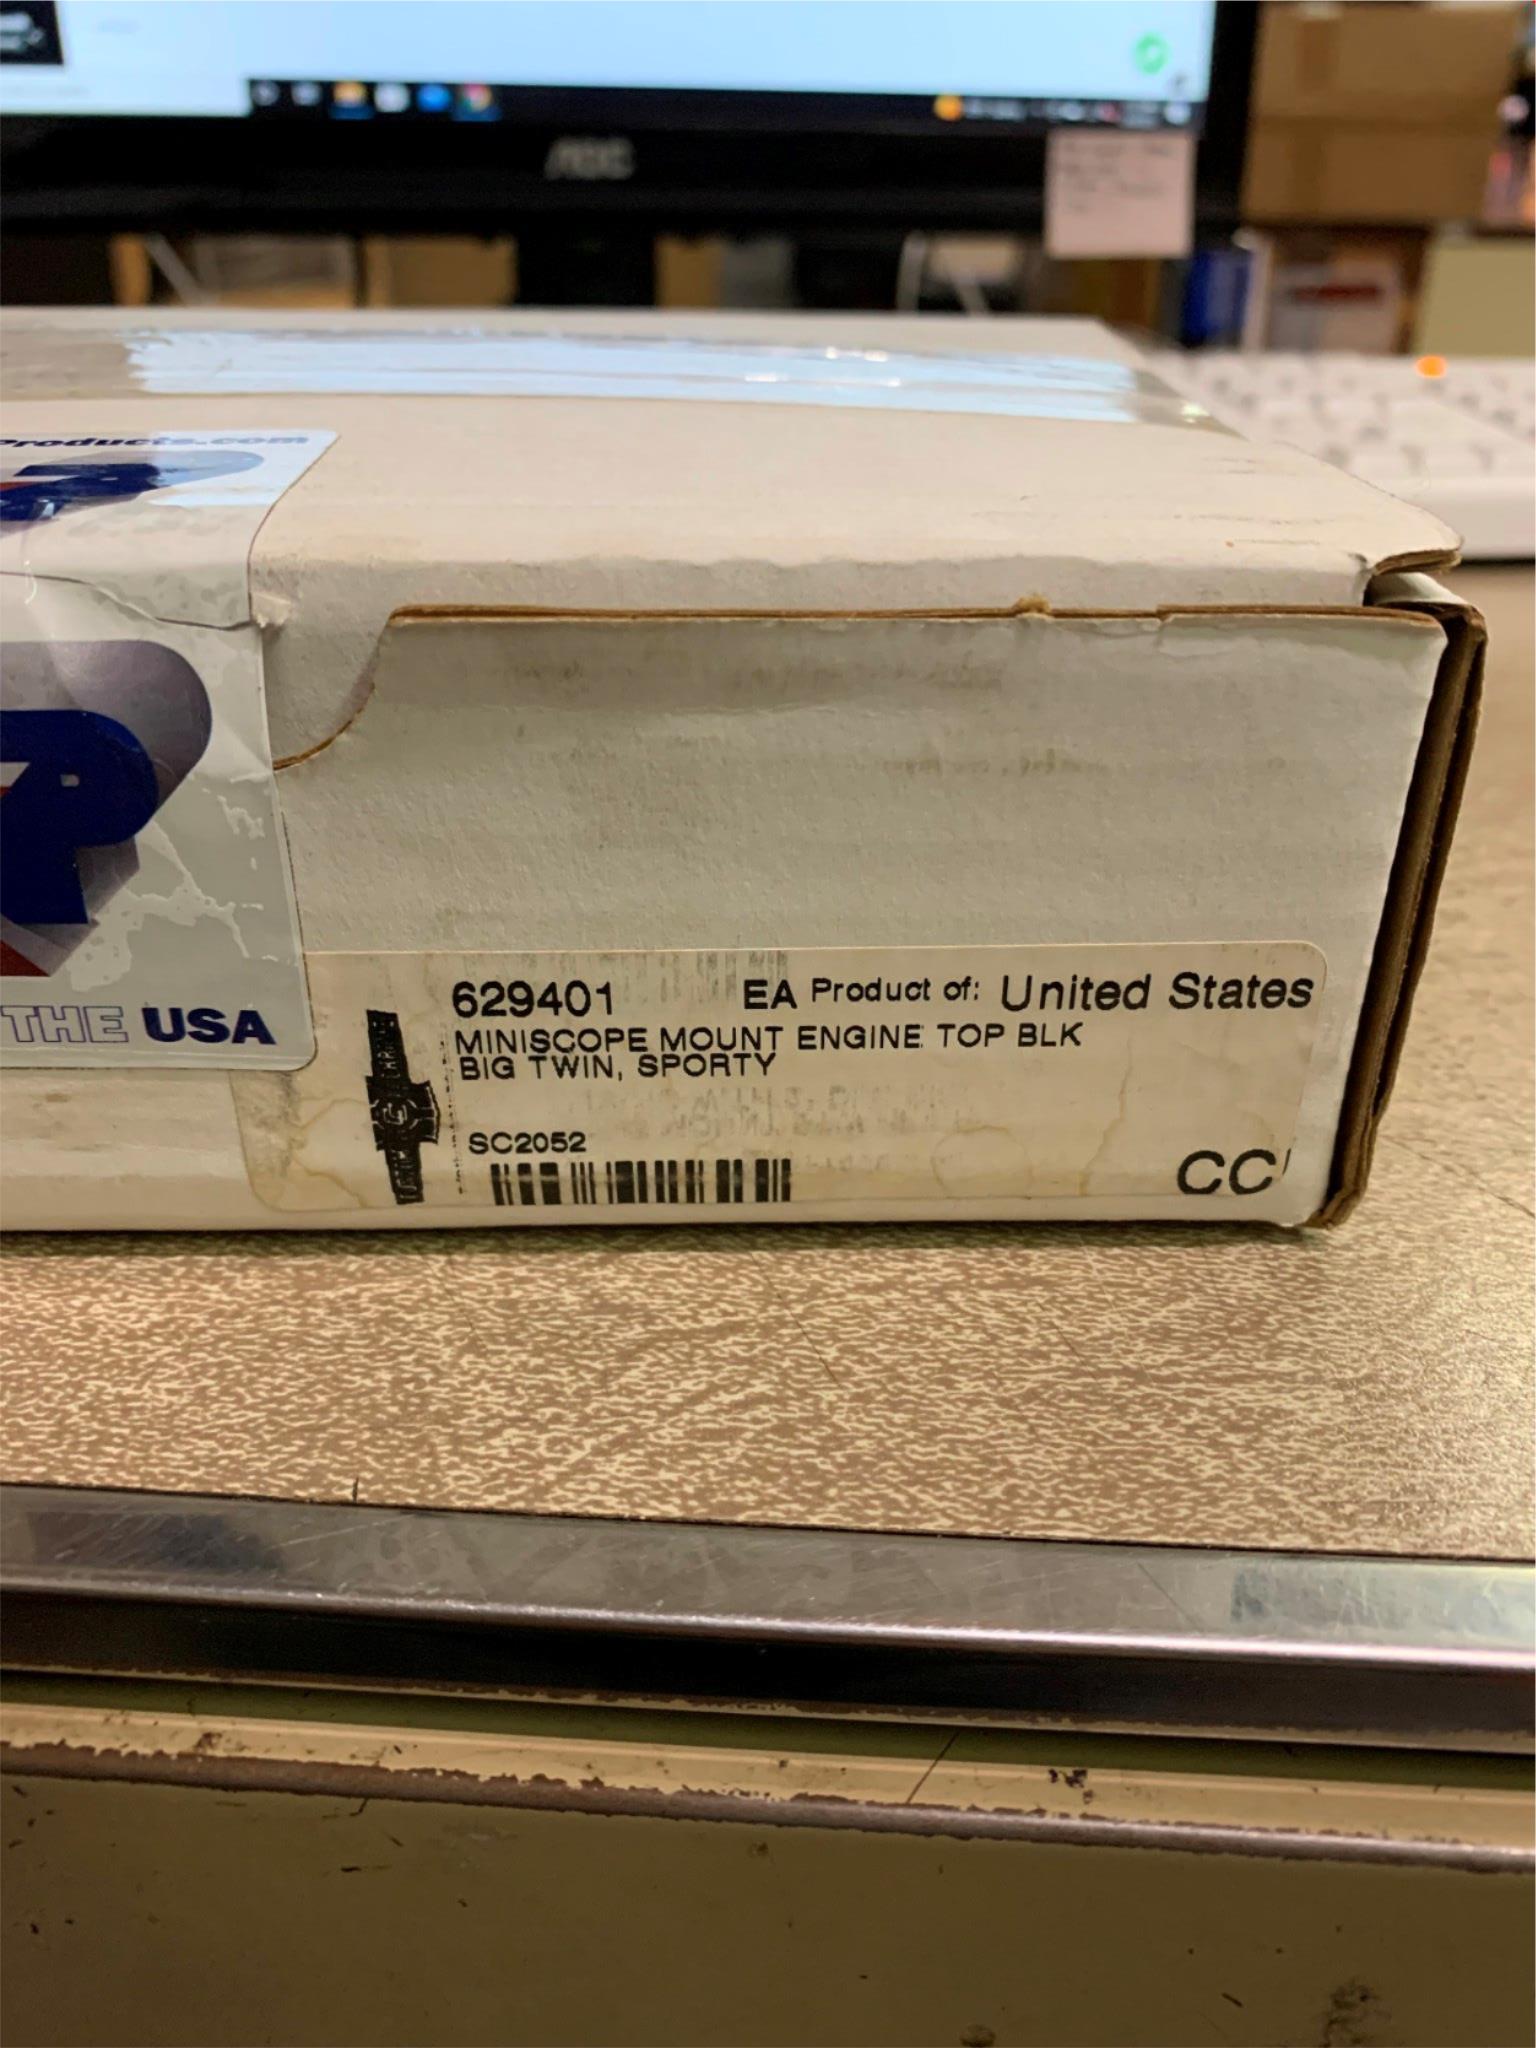 AOC
Products.com
P
THE USA
629401 EA Product of: United States
MINISCOPE MOUNT ENGINE TOP BLK
BIG TWIN, SPORTY
SC2052
CC